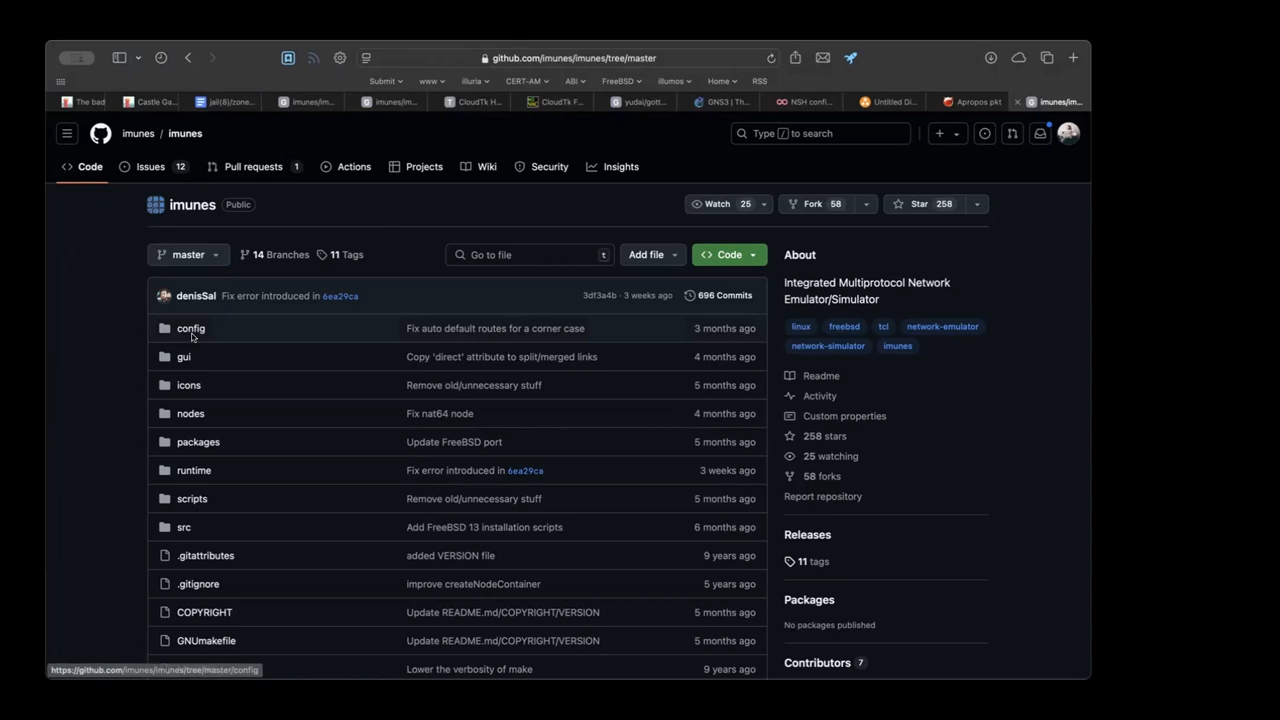 github.com/imunes/imunes/tree/master
Submit www illuria CERT-AM ABI FreeBSD illumos Home RSS
The bad Castle Ga... jail(8)/zone... imunes/im... imunes/im... CloudTk H... CloudTk F... yudai/gott... GNS3 | Th... NSH confi... Untitled Di... Apropos pkt imunes/im...
imunes / imunes
Type / to search
Code Issues 12 Pull requests 1 Actions Projects Wiki Security Insights
imunes Public
Watch 25 Fork 58 Star 258
master 14 Branches 11 Tags Go to file t Add file Code
denisSal Fix error introduced in 6ea29ca 3df3a4b · 3 weeks ago 696 Commits
config Fix auto default routes for a corner case 3 months ago
gui Copy 'direct' attribute to split/merged links 4 months ago
icons Remove old/unnecessary stuff 5 months ago
nodes Fix nat64 node 4 months ago
packages Update FreeBSD port 5 months ago
runtime Fix error introduced in 6ea29ca 3 weeks ago
scripts Remove old/unnecessary stuff 5 months ago
src Add FreeBSD 13 installation scripts 6 months ago
.gitattributes added VERSION file 9 years ago
.gitignore improve createNodeContainer 5 years ago
COPYRIGHT Update README.md/COPYRIGHT/VERSION 5 months ago
GNUmakefile Update README.md/COPYRIGHT/VERSION 5 months ago
Lower the verbosity of make 9 years ago
About
Integrated Multiprotocol Network
Emulator/Simulator
linux freebsd tcl network-emulator
network-simulator imunes
Readme
Activity
Custom properties
258 stars
25 watching
58 forks
Report repository
Releases
11 tags
Packages
No packages published
Contributors 7
https://github.com/imunes/imunes/tree/master/config